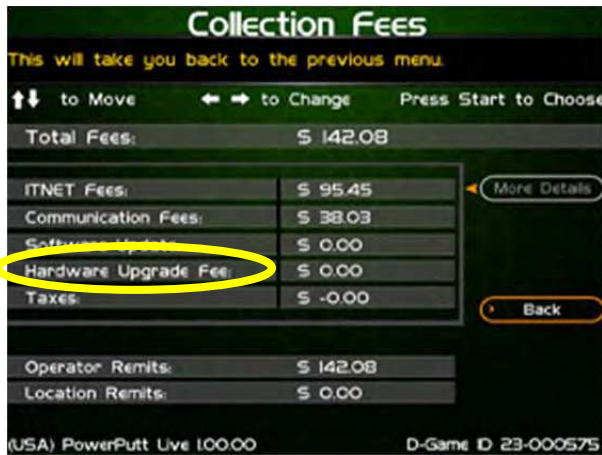 Collection Fees
This will take you back to the previous menu.
↑↓ to Move ← → to Change Press Start to Choose
Total Fees: $ 142.08
ITNET Fees: $ 95.45 More Details
Communication Fees: $ 38.03
Software Update $ 0.00
Hardware Upgrade Fee: $ 0.00
Taxes: $ -0.00
Back
Operator Remits: $ 142.08
Location Remits: $ 0.00
(USA) PowerPutt Live 1.00.00 D-Game ID 23-000575